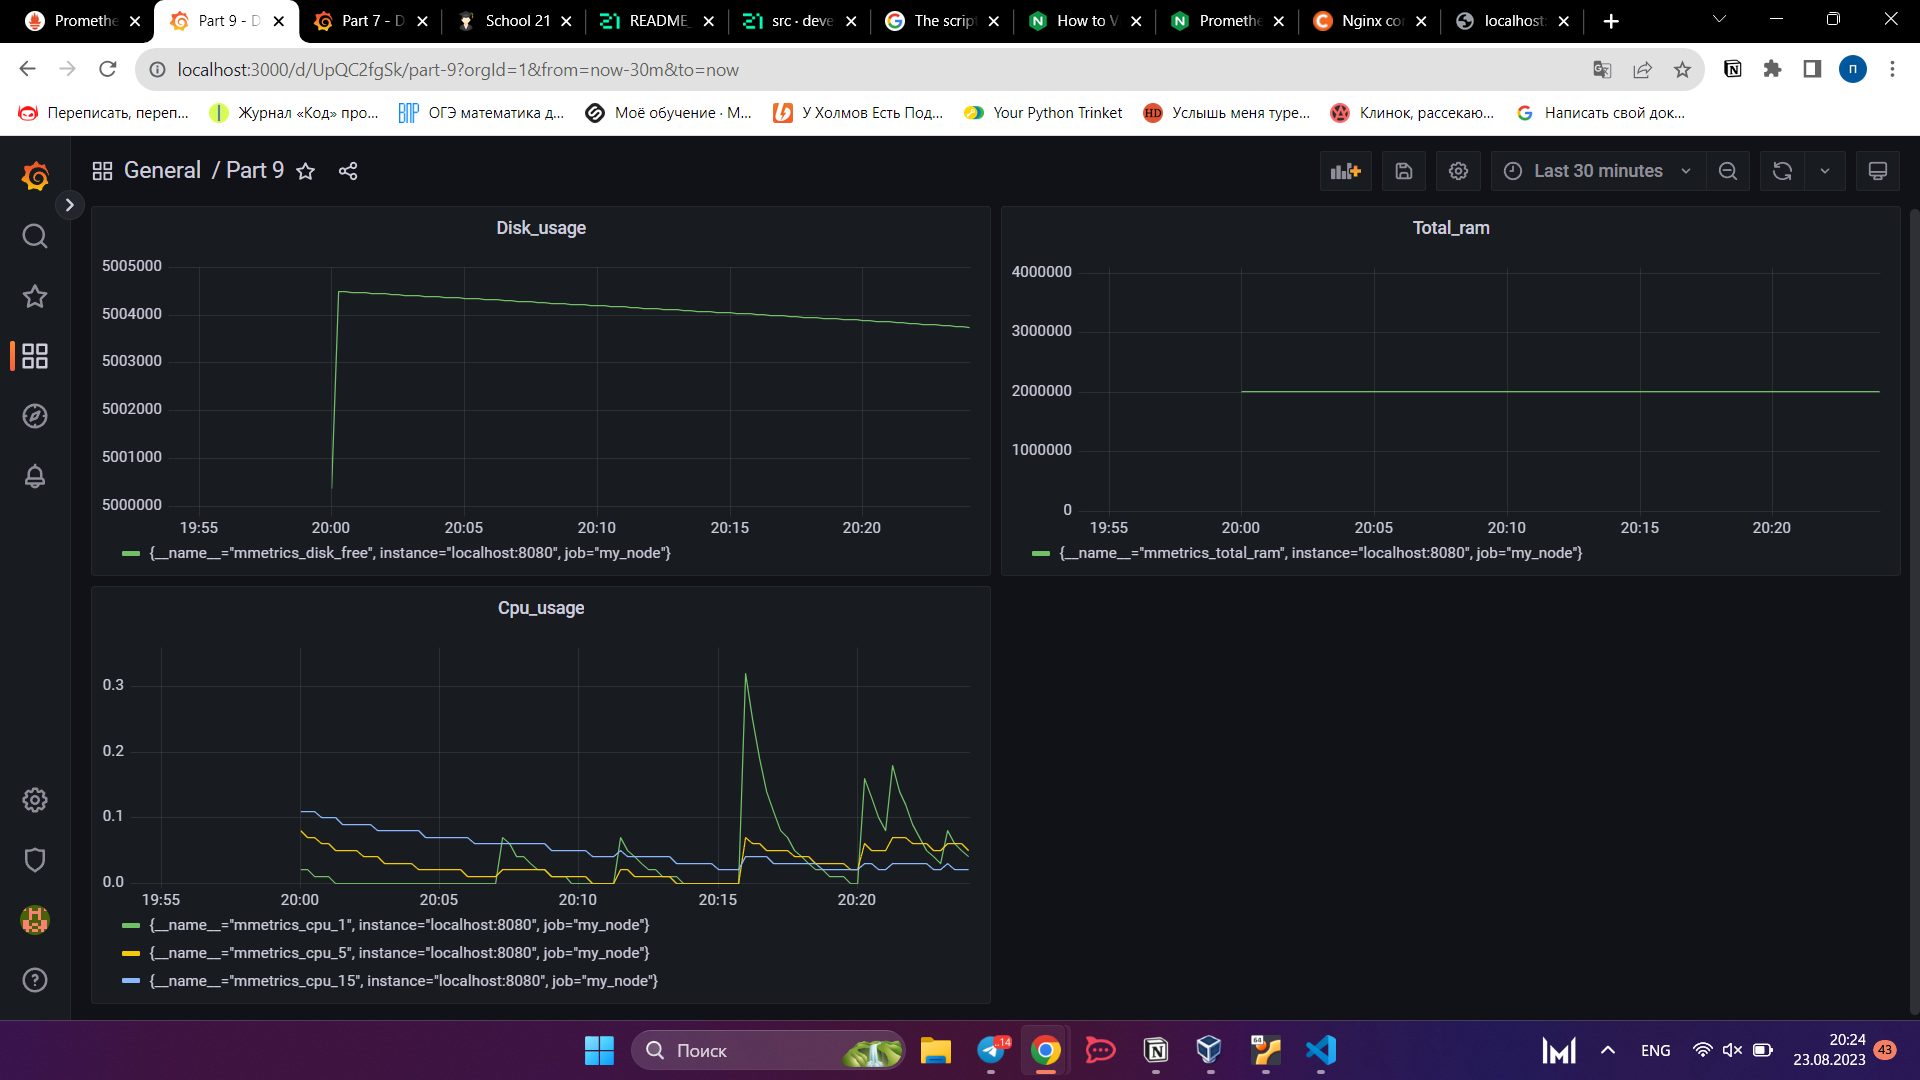 Promethe
Part 9 - D
Part 7 - D
School 21
README_
src · deve
The scrip
How to V
Promethe
Nginx co
localhost:
localhost:3000/d/UpQC2fgSk/part-9?orgId=1&from=now-30m&to=now
П
Переписать, переп...
Журнал «Код» про...
ОГЭ математика д...
Моё обучение · М...
У Холмов Есть Под...
Your Python Trinket
HD
Услышь меня туре...
Клинок, рассекаю...
Написать свой док...
General / Part 9
Last 30 minutes
Disk_usage
5005000
5004000
5003000
5002000
5001000
5000000
19:55 20:00 20:05 20:10 20:15 20:20
{__name__="mmetrics_disk_free", instance="localhost:8080", job="my_node"}
Total_ram
4000000
3000000
2000000
1000000
0
19:55 20:00 20:05 20:10 20:15 20:20
{__name__="mmetrics_total_ram", instance="localhost:8080", job="my_node"}
Cpu_usage
0.3
0.2
0.1
0.0
19:55 20:00 20:05 20:10 20:15 20:20
{__name__="mmetrics_cpu_1", instance="localhost:8080", job="my_node"}
{__name__="mmetrics_cpu_5", instance="localhost:8080", job="my_node"}
{__name__="mmetrics_cpu_15", instance="localhost:8080", job="my_node"}
Поиск
..14
64
ENG
20:24
23.08.2023
43